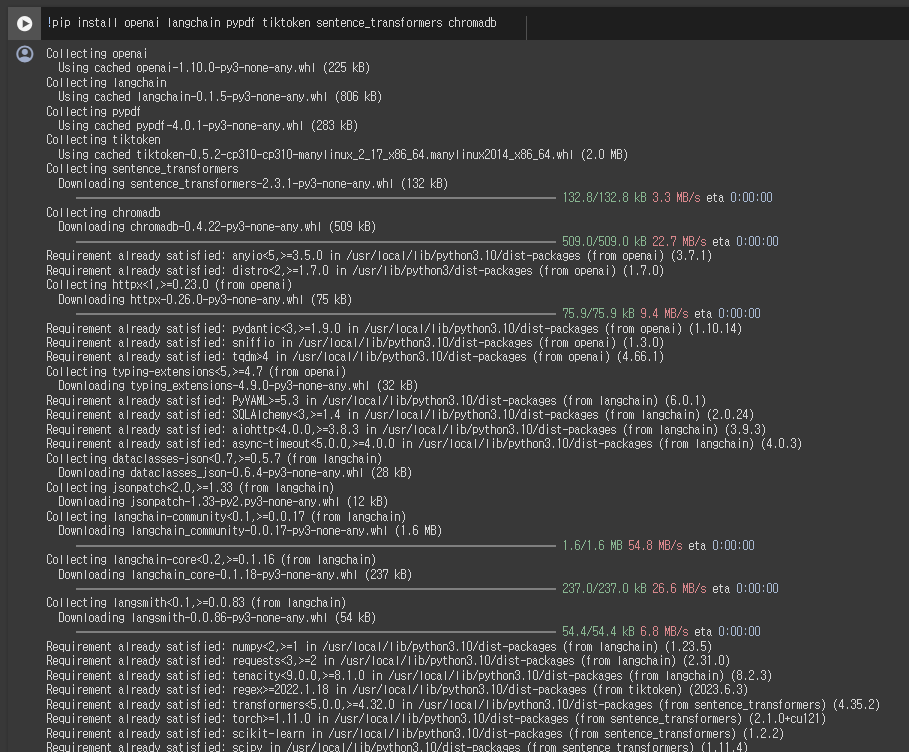 !pip install openai langchain pypdf tiktoken sentence_transformers chromadb
Collecting openai
Using cached openai-1.10.0-py3-none-any.whl (225 kB)
Collecting langchain
Using cached langchain-0.1.5-py3-none-any.whl (806 kB)
Collecting pypdf
Using cached pypdf-4.0.1-py3-none-any.whl (283 kB)
Collecting tiktoken
Using cached tiktoken-0.5.2-cp310-cp310-manylinux_2_17_x86_64.manylinux2014_x86_64.whl (2.0 MB)
Collecting sentence_transformers
Downloading sentence_transformers-2.3.1-py3-none-any.whl (132 kB)
132.8/132.8 kB 3.3 MB/s eta 0:00:00
Collecting chromadb
Downloading chromadb-0.4.22-py3-none-any.whl (509 kB)
509.0/509.0 kB 22.7 MB/s eta 0:00:00
Requirement already satisfied: anyio<5,>=3.5.0 in /usr/local/lib/python3.10/dist-packages (from openai) (3.7.1)
Requirement already satisfied: distro<2,>=1.7.0 in /usr/lib/python3/dist-packages (from openai) (1.7.0)
Collecting httpx<1,>=0.23.0 (from openai)
Downloading httpx-0.26.0-py3-none-any.whl (75 kB)
75.9/75.9 kB 9.4 MB/s eta 0:00:00
Requirement already satisfied: pydantic<3,>=1.9.0 in /usr/local/lib/python3.10/dist-packages (from openai) (1.10.14)
Requirement already satisfied: sniffio in /usr/local/lib/python3.10/dist-packages (from openai) (1.3.0)
Requirement already satisfied: tqdm>4 in /usr/local/lib/python3.10/dist-packages (from openai) (4.66.1)
Collecting typing-extensions<5,>=4.7 (from openai)
Downloading typing_extensions-4.9.0-py3-none-any.whl (32 kB)
Requirement already satisfied: PyYAML>=5.3 in /usr/local/lib/python3.10/dist-packages (from langchain) (6.0.1)
Requirement already satisfied: SQLAlchemy<3,>=1.4 in /usr/local/lib/python3.10/dist-packages (from langchain) (2.0.24)
Requirement already satisfied: aiohttp<4.0.0,>=3.8.3 in /usr/local/lib/python3.10/dist-packages (from langchain) (3.9.3)
Requirement already satisfied: async-timeout<5.0.0,>=4.0.0 in /usr/local/lib/python3.10/dist-packages (from langchain) (4.0.3)
Collecting dataclasses-json<0.7,>=0.5.7 (from langchain)
Downloading dataclasses_json-0.6.4-py3-none-any.whl (28 kB)
Collecting jsonpatch<2.0,>=1.33 (from langchain)
Downloading jsonpatch-1.33-py2.py3-none-any.whl (12 kB)
Collecting langchain-community<0.1,>=0.0.17 (from langchain)
Downloading langchain_community-0.0.17-py3-none-any.whl (1.6 MB)
1.6/1.6 MB 54.8 MB/s eta 0:00:00
Collecting langchain-core<0.2,>=0.1.16 (from langchain)
Downloading langchain_core-0.1.18-py3-none-any.whl (237 kB)
237.0/237.0 kB 26.6 MB/s eta 0:00:00
Collecting langsmith<0.1,>=0.0.83 (from langchain)
Downloading langsmith-0.0.86-py3-none-any.whl (54 kB)
54.4/54.4 kB 6.8 MB/s eta 0:00:00
Requirement already satisfied: numpy<2,>=1 in /usr/local/lib/python3.10/dist-packages (from langchain) (1.23.5)
Requirement already satisfied: requests<3,>=2 in /usr/local/lib/python3.10/dist-packages (from langchain) (2.31.0)
Requirement already satisfied: tenacity<9.0.0,>=8.1.0 in /usr/local/lib/python3.10/dist-packages (from langchain) (8.2.3)
Requirement already satisfied: regex>=2022.1.18 in /usr/local/lib/python3.10/dist-packages (from tiktoken) (2023.6.3)
Requirement already satisfied: transformers<5.0.0,>=4.32.0 in /usr/local/lib/python3.10/dist-packages (from sentence_transformers) (4.35.2)
Requirement already satisfied: torch>=1.11.0 in /usr/local/lib/python3.10/dist-packages (from sentence_transformers) (2.1.0+cu121)
Requirement already satisfied: scikit-learn in /usr/local/lib/python3.10/dist-packages (from sentence_transformers) (1.2.2)
Requirement already satisfied: scipy in /usr/local/lib/python3.10/dist-packages (from sentence_transformers) (1.11.4)